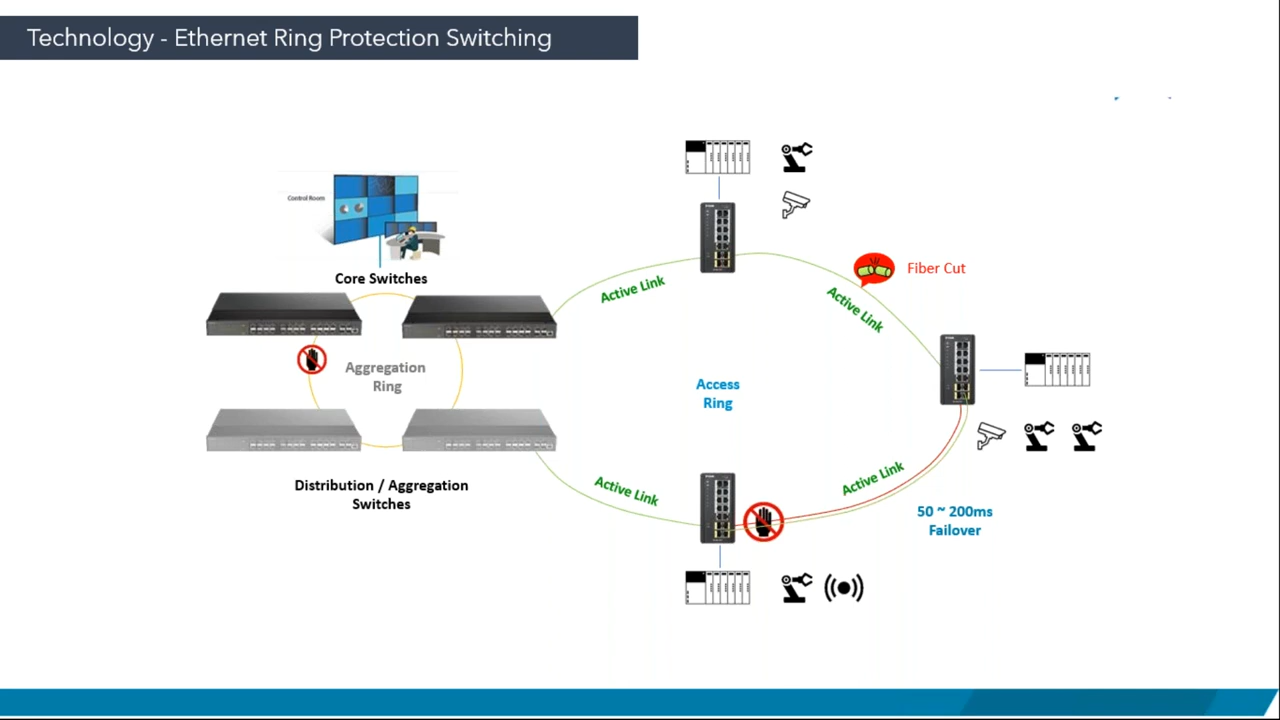 Technology - Ethernet Ring Protection Switching
Control Room
Core Switches
Active Link
Fiber Cut
Active Link
Aggregation
Ring
Access
Ring
Distribution / Aggregation
Switches
Active Link
Active Link
50 ~ 200ms
Failover